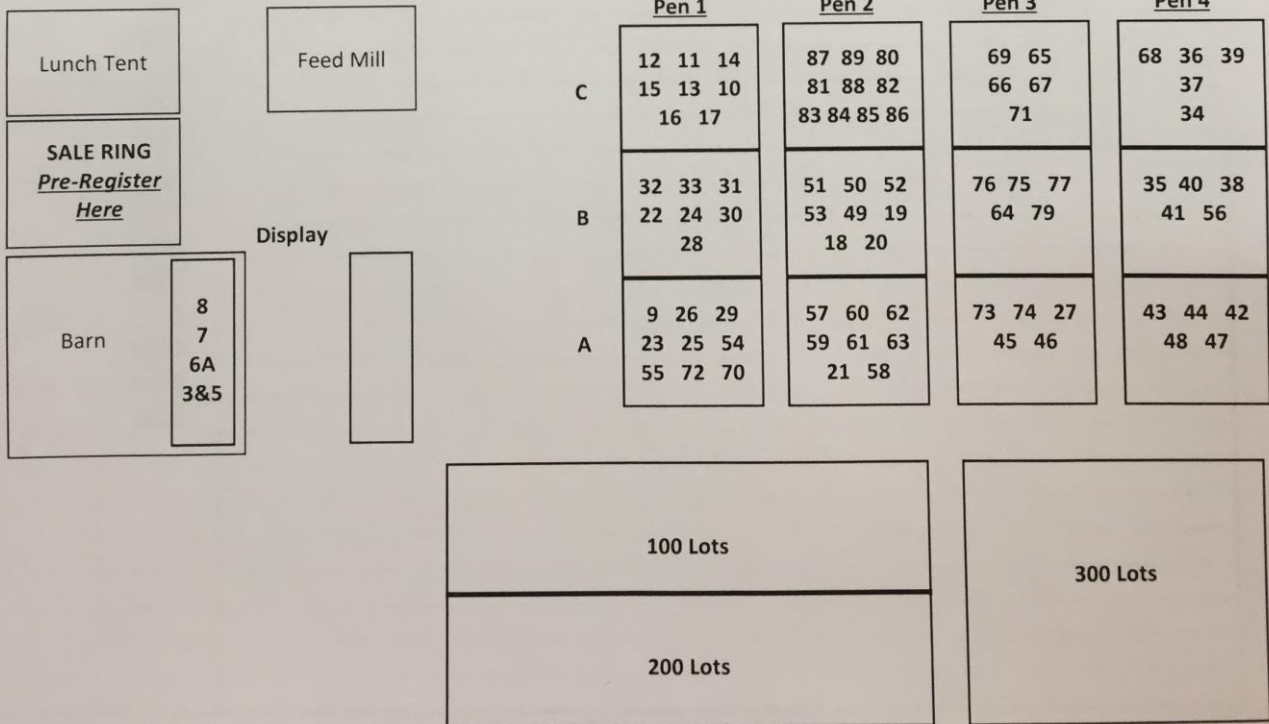 Pen 1 Pen 2 Pen 3 Pen 4
Lunch Tent
Feed Mill
SALE RING
Pre-Register
Here
Display
Barn
8
7
6A
3&5
C
12 11 14
15 13 10
16 17
87 89 80
81 88 82
83 84 85 86
69 65
66 67
71
68 36 39
37
34
B
32 33 31
22 24 30
28
51 50 52
53 49 19
18 20
76 75 77
64 79
35 40 38
41 56
A
9 26 29
23 25 54
55 72 70
57 60 62
59 61 63
21 58
73 74 27
45 46
43 44 42
48 47
100 Lots
200 Lots
300 Lots